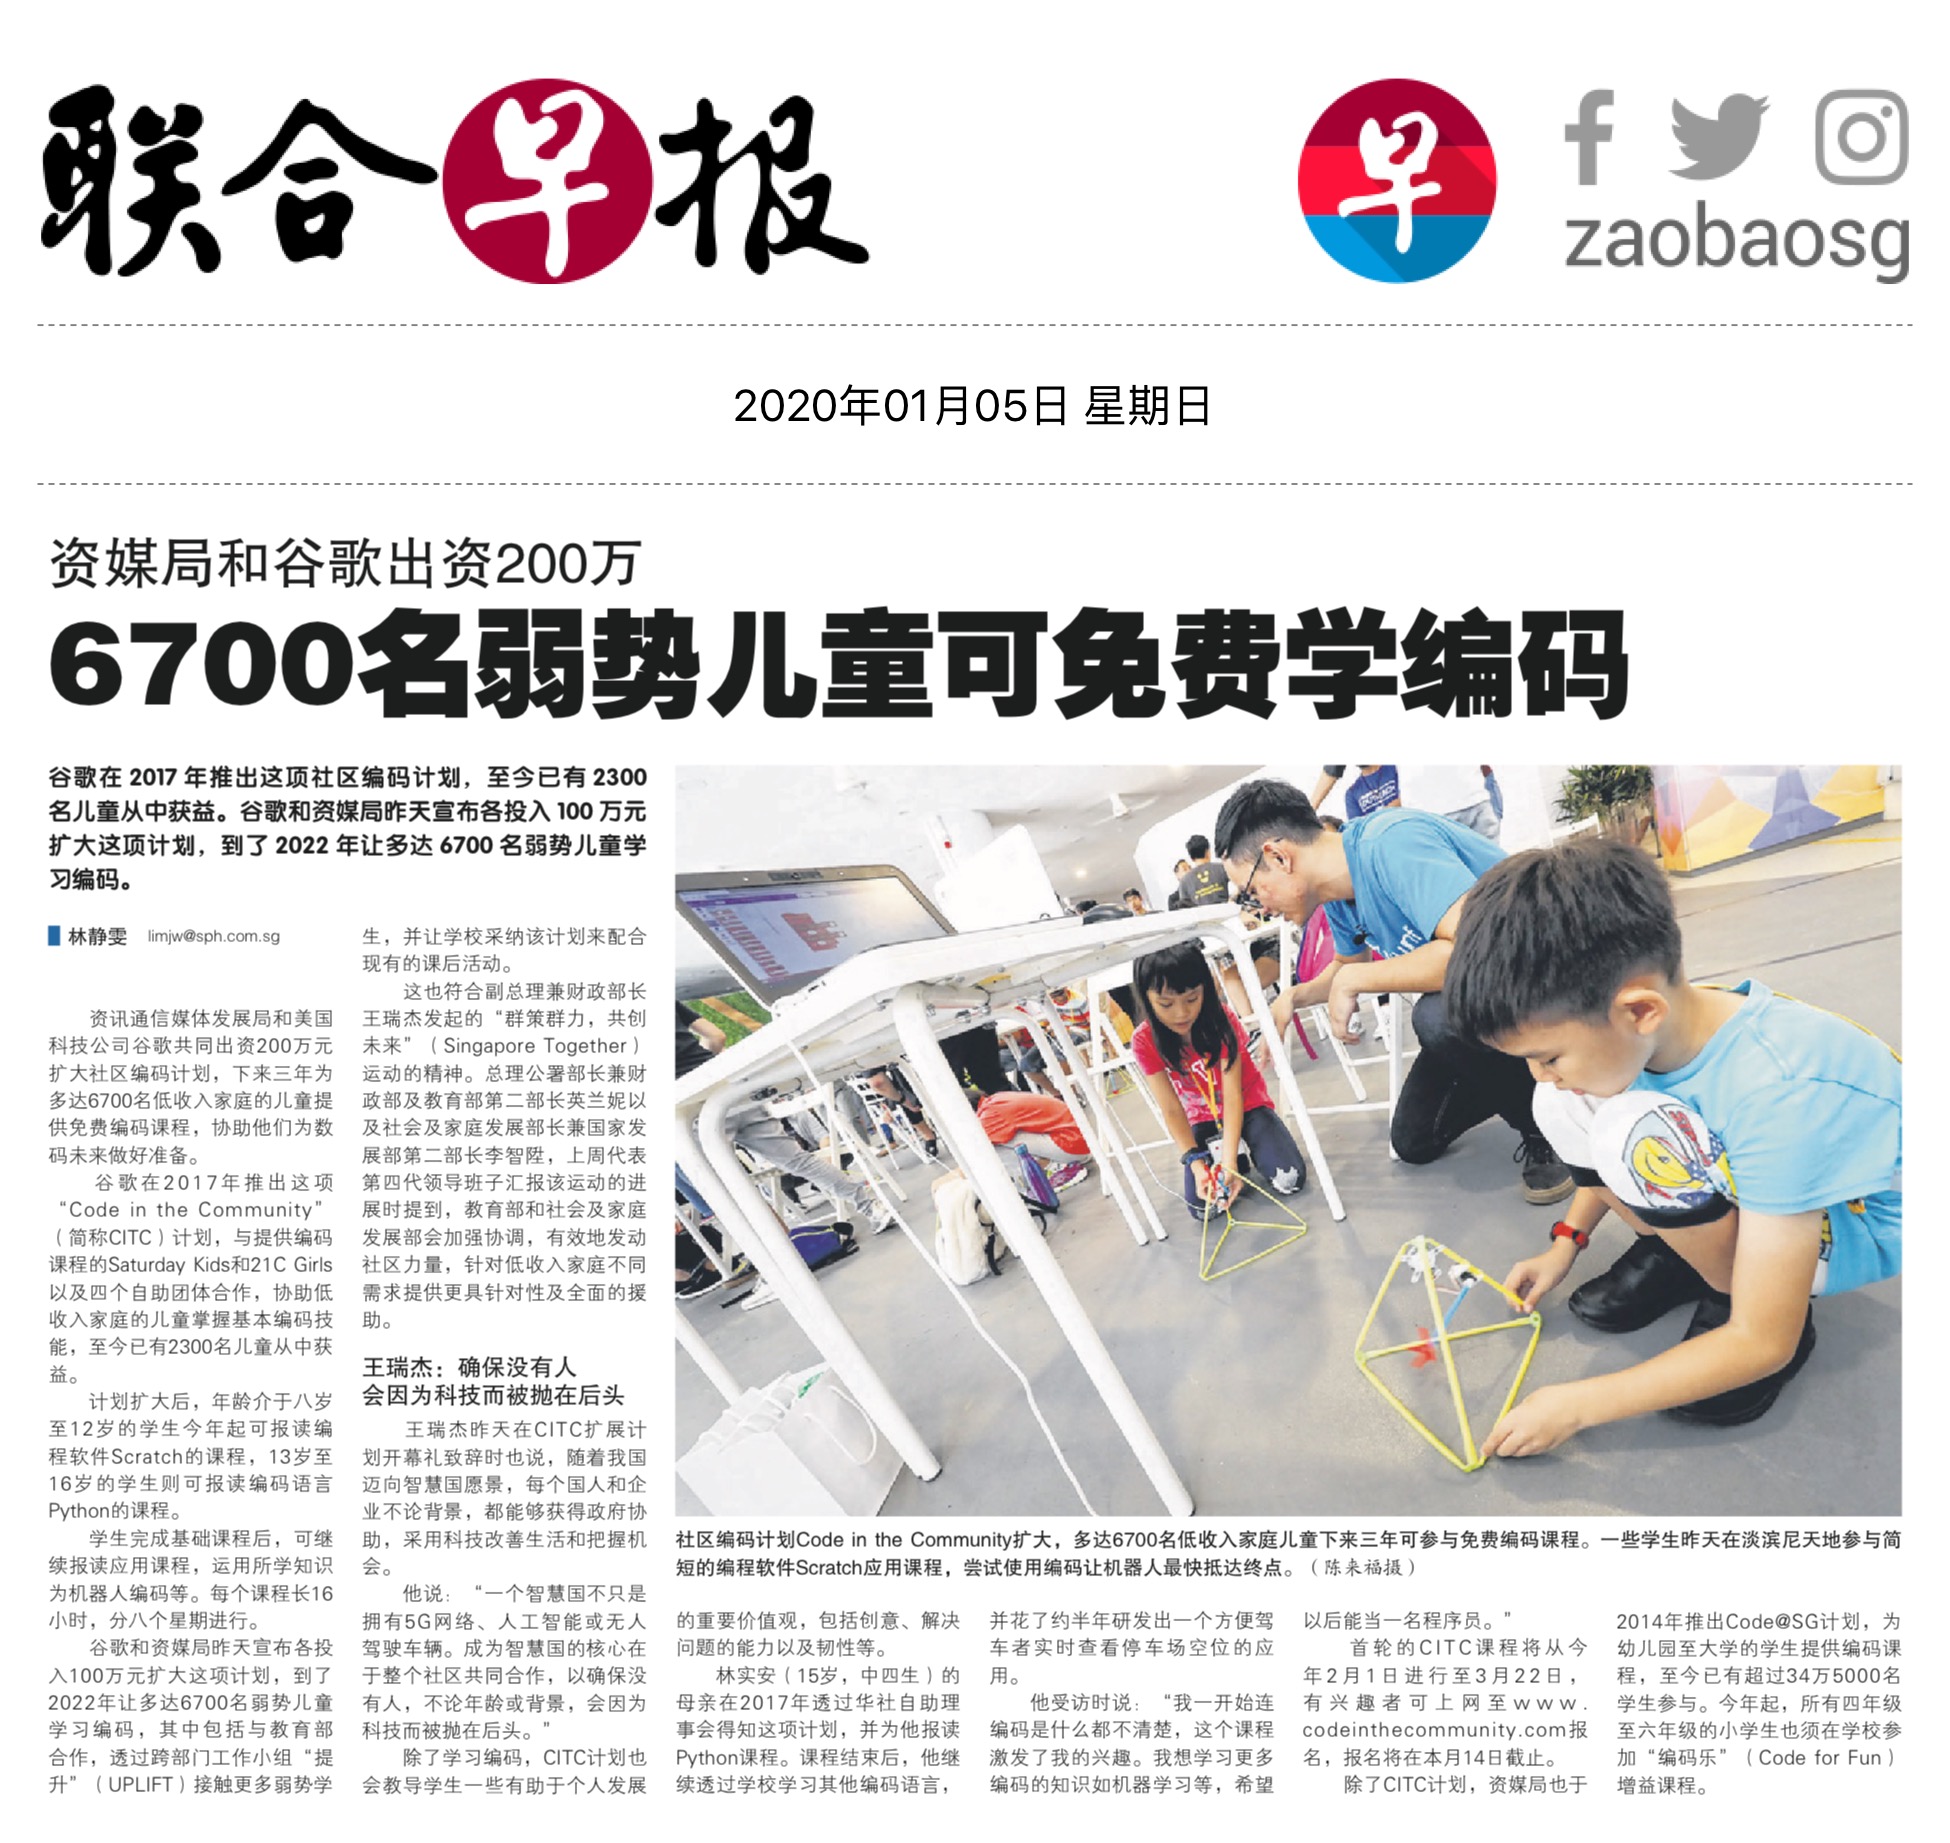 联合早报
早
zaobaosg
2020年01月05日 星期日
资媒局和谷歌出资200万
6700名弱势儿童可免费学编码
谷歌在 2017 年推出这项社区编码计划，至今已有 2300
名儿童从中获益。谷歌和资媒局昨天宣布各投入 100 万元
扩大这项计划，到了 2022 年让多达 6700 名弱势儿童学
习编码。
林静雯 limjw@sph.com.sg
资讯通信媒体发展局和美国
科技公司谷歌共同出资200万元
扩大社区编码计划，下来三年为
多达6700名低收入家庭的儿童提
供免费编码课程，协助他们为数
码未来做好准备。
谷歌在2017年推出这项
“Code in the Community”
（简称CITC）计划，与提供编码
课程的Saturday Kids和21C Girls
以及四个自助团体合作，协助低
收入家庭的儿童掌握基本编码技
能，至今已有2300名儿童从中获
益。
计划扩大后，年龄介于八岁
至12岁的学生今年起可报读编
程软件Scratch的课程，13岁至
16岁的学生则可报读编码语言
Python的课程。
学生完成基础课程后，可继
续报读应用课程，运用所学知识
为机器人编码等。每个课程长16
小时，分八个星期进行。
谷歌和资媒局昨天宣布各投
入100万元扩大这项计划，到了
2022年让多达6700名弱势儿童
学习编码，其中包括与教育部
合作，透过跨部门工作小组“提
升”（UPLIFT）接触更多弱势学
生，并让学校采纳该计划来配合
现有的课后活动。
这也符合副总理兼财政部长
王瑞杰发起的“群策群力，共创
未来”（Singapore Together）
运动的精神。总理公署部长兼财
政部及教育部第二部长英兰妮以
及社会及家庭发展部长兼国家发
展部第二部长李智陞，上周代表
第四代领导班子汇报该运动的进
展时提到，教育部和社会及家庭
发展部会加强协调，有效地发动
社区力量，针对低收入家庭不同
需求提供更具针对性及全面的援
助。
王瑞杰：确保没有人
会因为科技而被抛在后头
王瑞杰昨天在CITC扩展计
划开幕礼致辞时也说，随着我国
迈向智慧国愿景，每个国人和企
业不论背景，都能够获得政府协
助，采用科技改善生活和把握机
会。
他说：“一个智慧国不只是
拥有5G网络、人工智能或无人
驾驶车辆。成为智慧国的核心在
于整个社区共同合作，以确保没
有人，不论年龄或背景，会因为
科技而被抛在后头。”
除了学习编码，CITC计划也
会教导学生一些有助于个人发展
社区编码计划Code in the Community扩大，多达6700名低收入家庭儿童下来三年可参与免费编码课程。一些学生昨天在淡滨尼天地参与简
短的编程软件Scratch应用课程，尝试使用编码让机器人最快抵达终点。（陈来福摄）
的重要价值观，包括创意、解决
问题的能力以及韧性等。
林实安（15岁，中四生）的
母亲在2017年透过华社自助理
事会得知这项计划，并为他报读
Python课程。课程结束后，他继
续透过学校学习其他编码语言，
并花了约半年研发出一个方便驾
车者实时查看停车场空位的应
用。
他受访时说：“我一开始连
编码是什么都不清楚，这个课程
激发了我的兴趣。我想学习更多
编码的知识如机器学习等，希望
以后能当一名程序员。”
首轮的CITC课程将从今
年2月1日进行至3月22日，
有兴趣者可上网至www.
codeinthecommunity.com报
名，报名将在本月14日截止。
除了CITC计划，资媒局也于
2014年推出Code@SG计划，为
幼儿园至大学的学生提供编码课
程，至今已有超过34万5000名
学生参与。今年起，所有四年级
至六年级的小学生也须在学校参
加“编码乐”（Code for Fun）
增益课程。